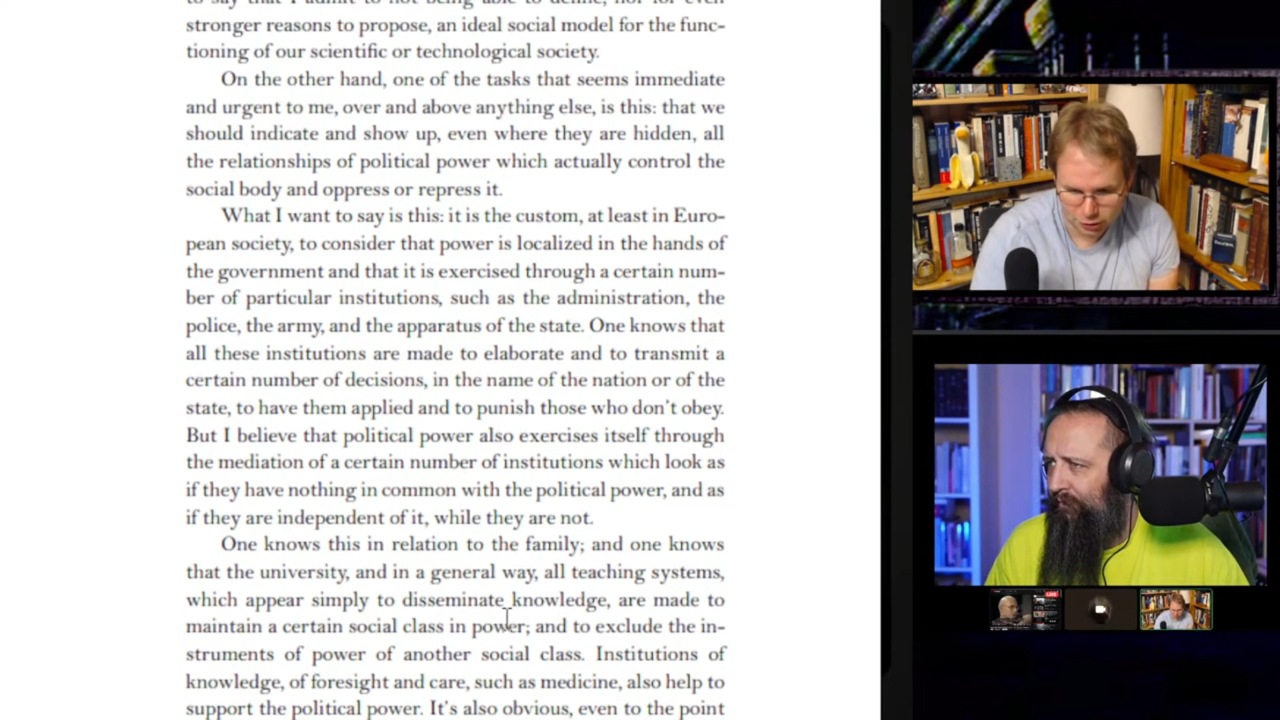 stronger reasons to propose, an ideal social model for the func-
tioning of our scientific or technological society.
On the other hand, one of the tasks that seems immediate
and urgent to me, over and above anything else, is this: that we
should indicate and show up, even where they are hidden, all
the relationships of political power which actually control the
social body and oppress or repress it.
What I want to say is this: it is the custom, at least in Euro-
pean society, to consider that power is localized in the hands of
the government and that it is exercised through a certain num-
ber of particular institutions, such as the administration, the
police, the army, and the apparatus of the state. One knows that
all these institutions are made to elaborate and to transmit a
certain number of decisions, in the name of the nation or of the
state, to have them applied and to punish those who don't obey.
But I believe that political power also exercises itself through
the mediation of a certain number of institutions which look as
if they have nothing in common with the political power, and as
if they are independent of it, while they are not.
One knows this in relation to the family; and one knows
that the university, and in a general way, all teaching systems,
which appear simply to disseminate knowledge, are made to
maintain a certain social class in power; and to exclude the in-
struments of power of another social class. Institutions of
knowledge, of foresight and care, such as medicine, also help to
support the political power. It's also obvious, even to the point